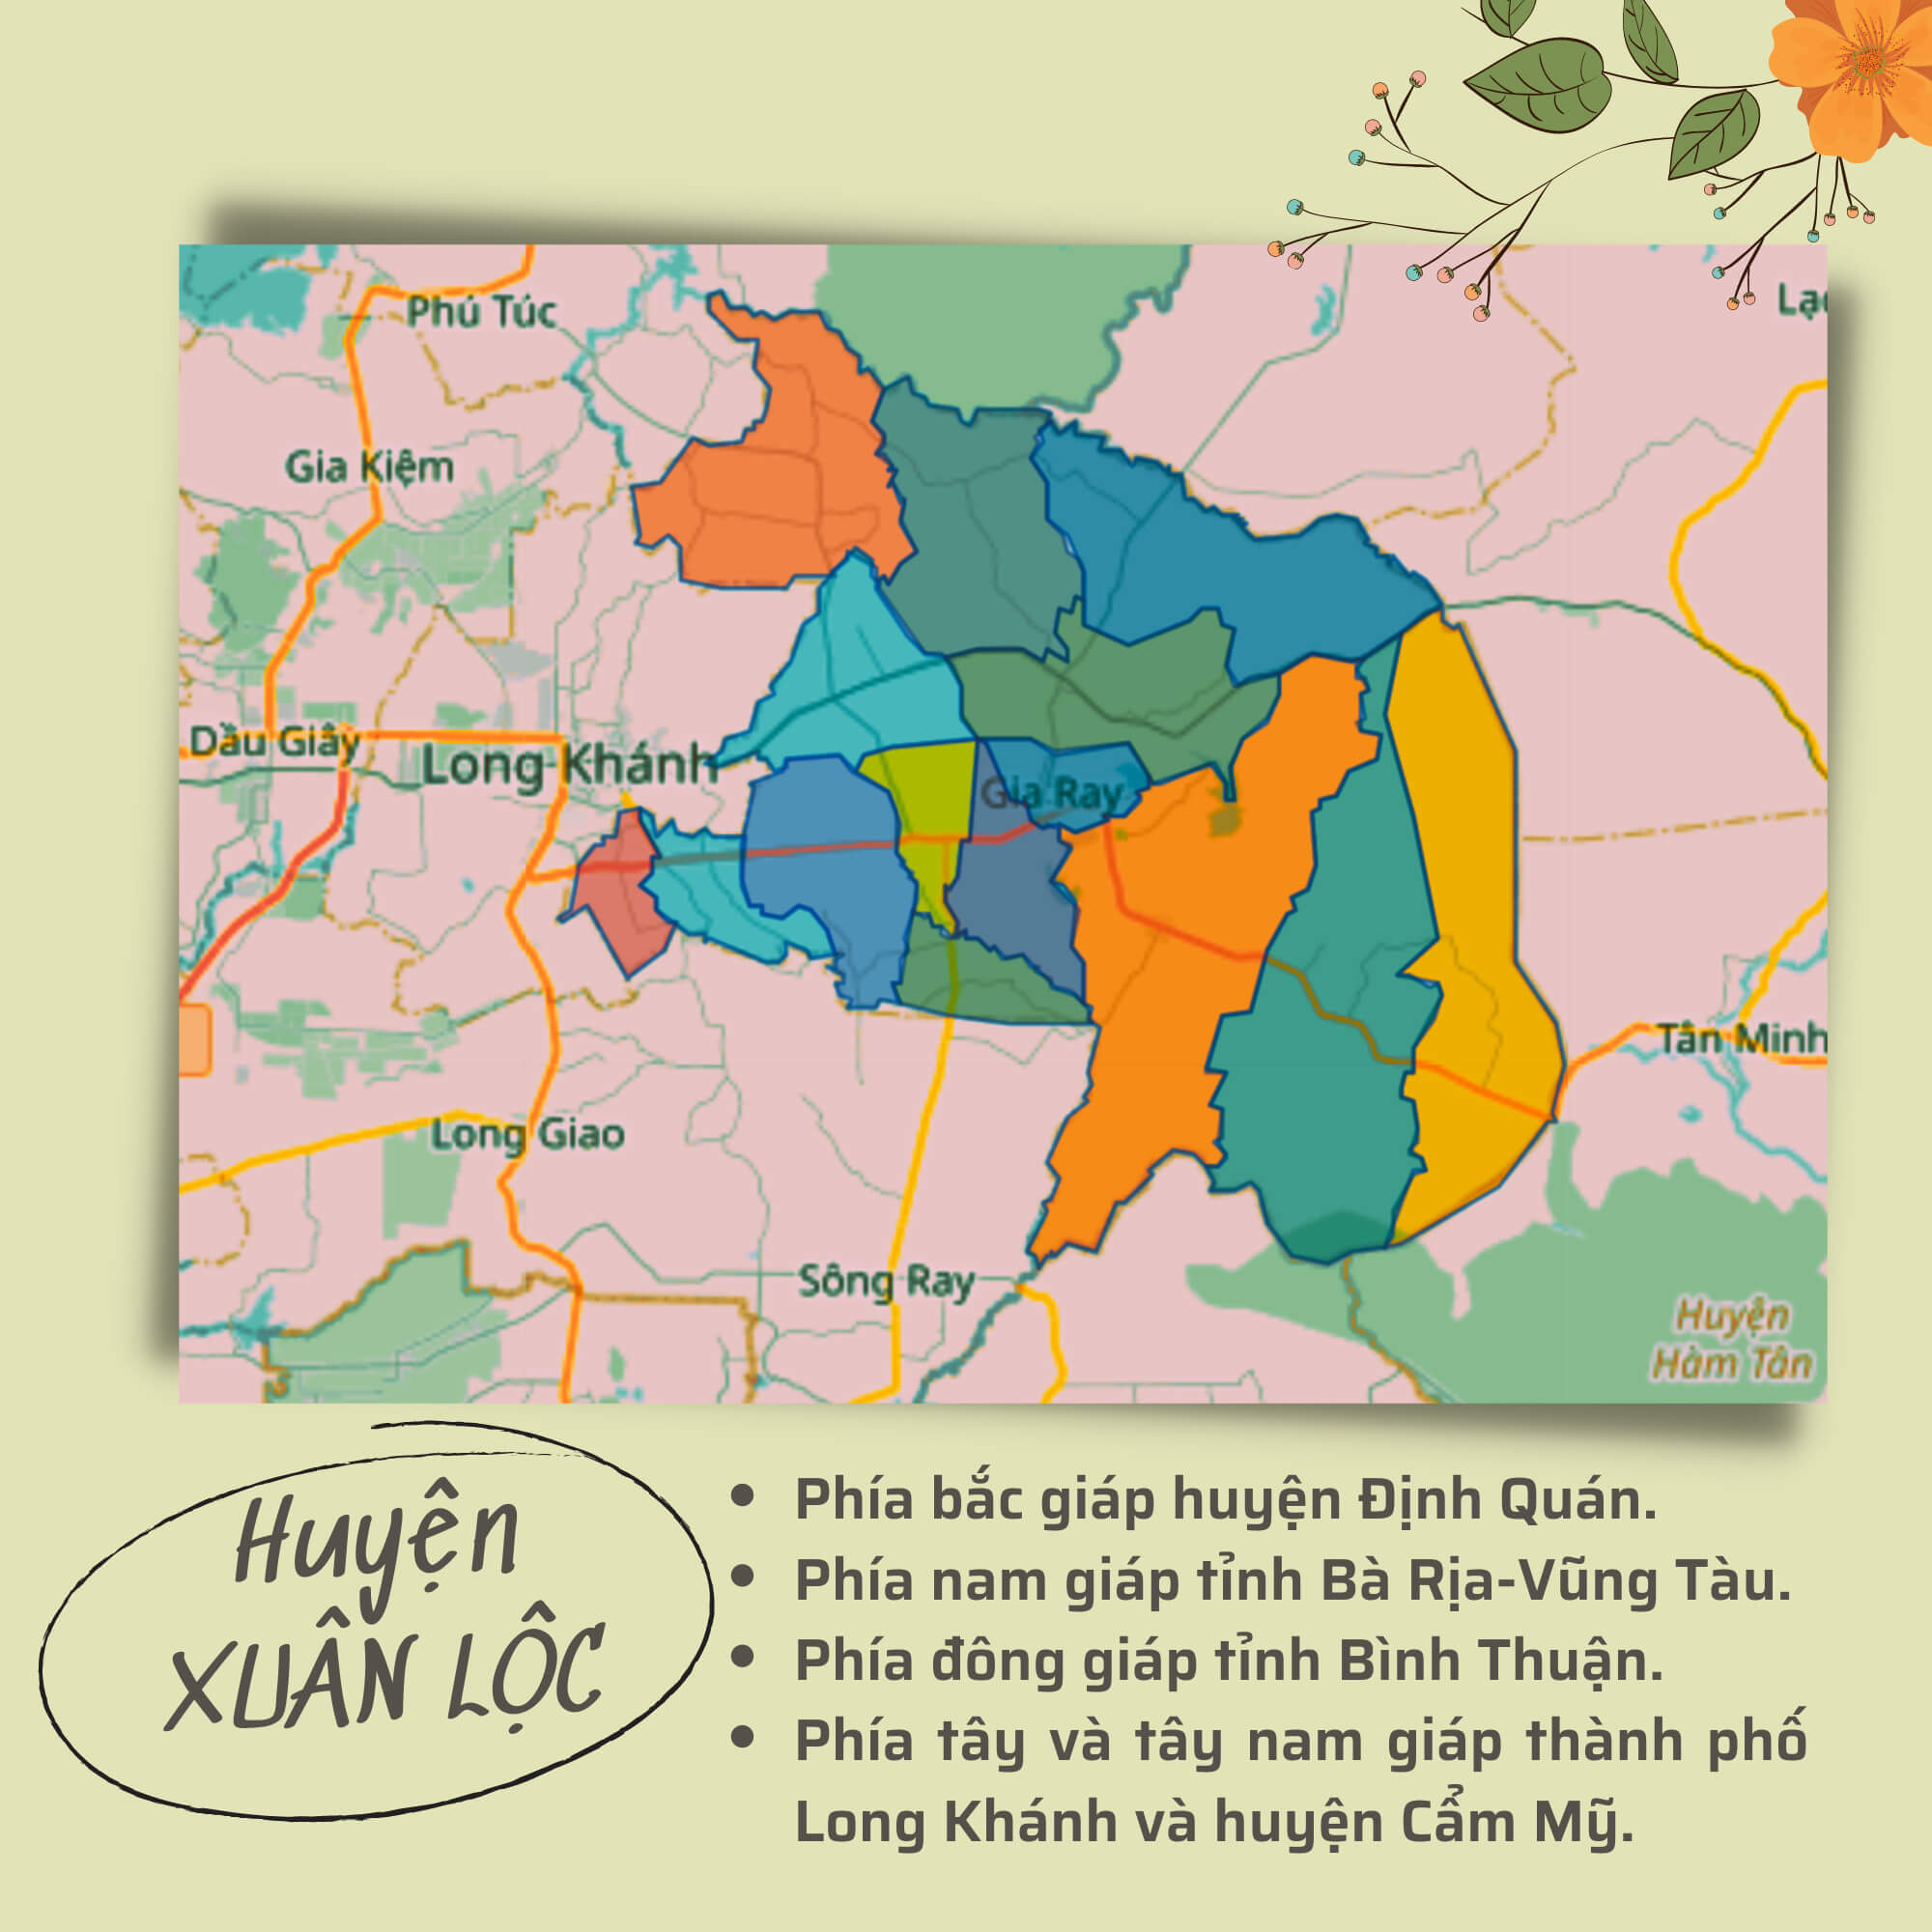 Phú Túc
Gia Kiệm
Dầu Giây
Long Khánh
Gia Ray
Tân Minh
Long Giao
Sông Ray
Huyện
Hàm Tân
Huyện
XUÂN LỘC
• Phía bắc giáp huyện Định Quán.
• Phía nam giáp tỉnh Bà Rịa-Vũng Tàu.
• Phía đông giáp tỉnh Bình Thuận.
• Phía tây và tây nam giáp thành phố
Long Khánh và huyện Cẩm Mỹ.